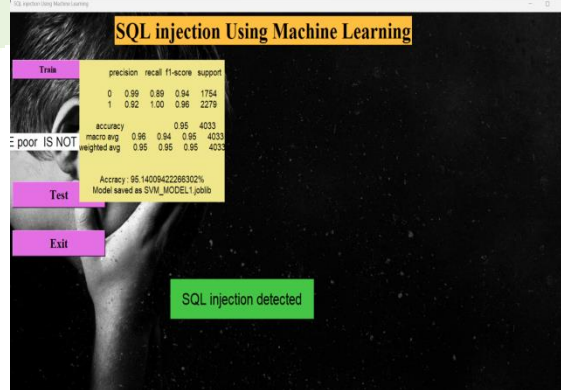 SQL injection Using Machine Learning
SQL injection Using Machine Learning
Train
precision recall f1-score support
0 0.99 0.89 0.94 1754
1 0.92 1.00 0.96 2279
accuracy 0.95 4033
macro avg 0.96 0.94 0.95 4033
weighted avg 0.95 0.95 0.95 4033
Accracy : 95.14009422266302%
Model saved as SVM_MODEL1.joblib
E poor IS NOT
Test
Exit
SQL injection detected